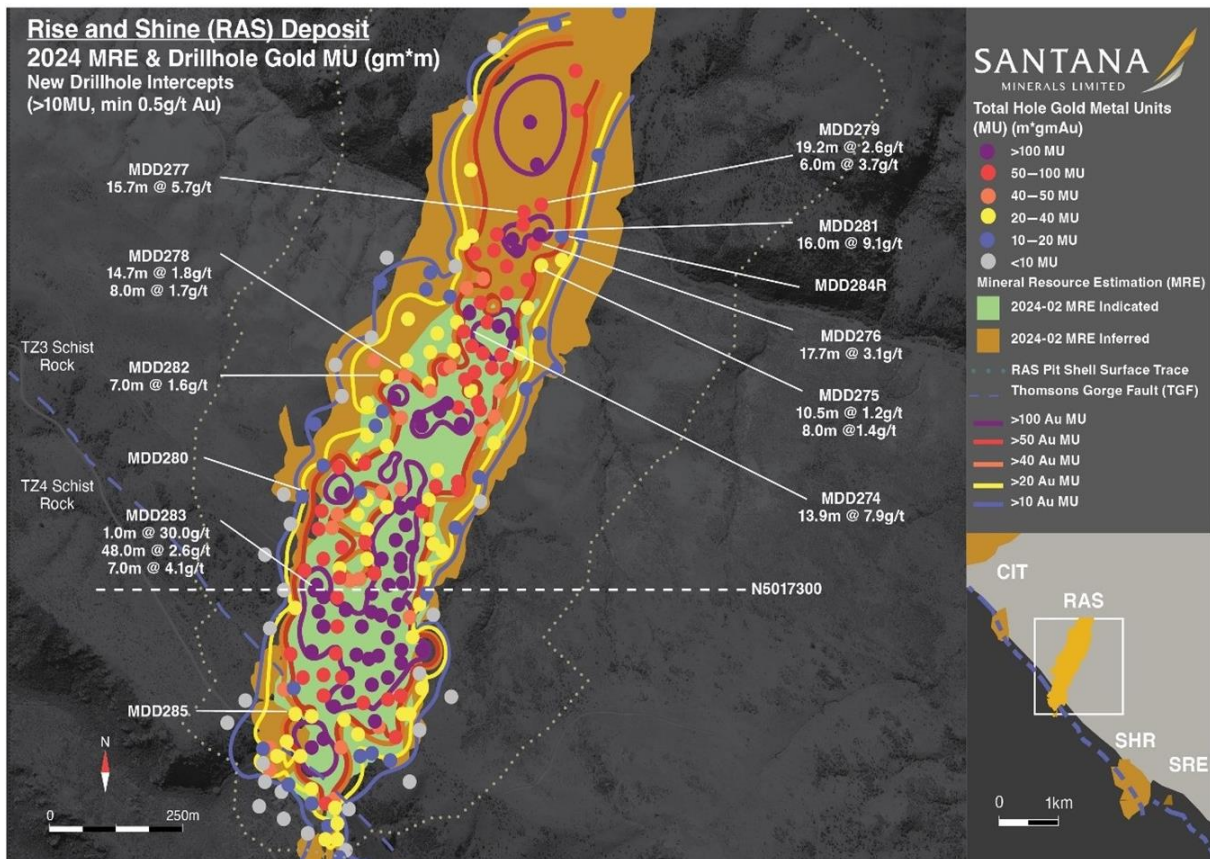 Rise and Shine (RAS) Deposit
2024 MRE & Drillhole Gold MU (gm*m)
New Drillhole Intercepts
(>10MU, min 0.5g/t Au)
MDD277
15.7m @ 5.7g/t
MDD278
14.7m @ 1.8g/t
8.0m @ 1.7g/t
TZ3 Schist
Rock
MDD282
7.0m @ 1.6g/t
MDD280
TZ4 Schist
Rock
MDD283
1.0m @ 30.0g/t
48.0m @ 2.6g/t
7.0m @ 4.1g/t
MDD285
N
0 250m
MDD279
19.2m @ 2.6g/t
6.0m @ 3.7g/t
MDD281
16.0m @ 9.1g/t
MDD284R
MDD276
17.7m @ 3.1g/t
MDD275
10.5m @ 1.2g/t
8.0m @1.4g/t
MDD274
13.9m @ 7.9g/t
N5017300
SANTANA
MINERALS LIMITED
Total Hole Gold Metal Units
(MU) (m*gmAu)
>100 MU
50—100 MU
40—50 MU
20—40 MU
10—20 MU
<10 MU
Mineral Resource Estimation (MRE)
2024-02 MRE Indicated
2024-02 MRE Inferred
RAS Pit Shell Surface Trace
Thomsons Gorge Fault (TGF)
>100 Au MU
>50 Au MU
>40 Au MU
>20 Au MU
>10 Au MU
CIT
RAS
SHR
SRE
0 1km